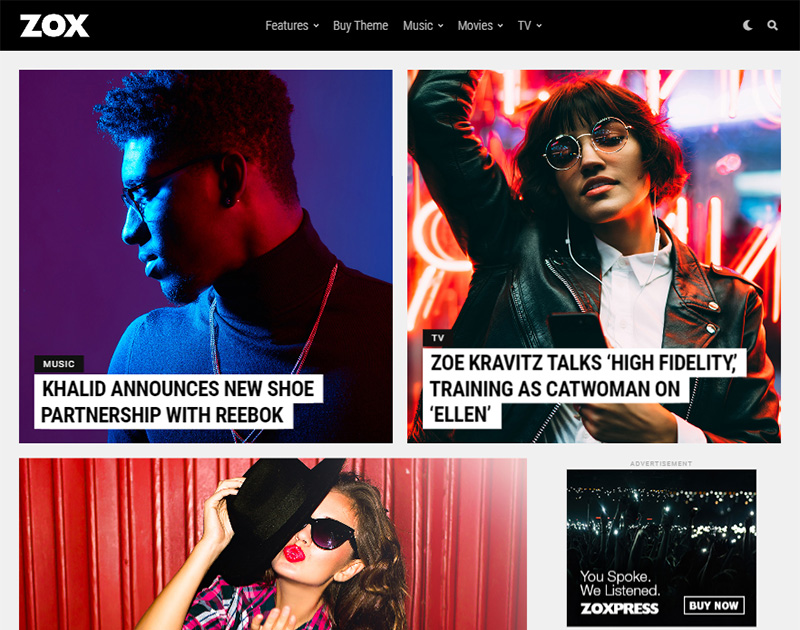 ZOX
Features
Buy Theme
Music
Movies
TV
MUSIC
KHALID ANNOUNCES NEW SHOE
PARTNERSHIP WITH REEBOK
TV
ZOE KRAVITZ TALKS ‘HIGH FIDELITY,’
TRAINING AS CATWOMAN ON
‘ELLEN’
ADVERTISEMENT
You Spoke.
We Listened.
ZOXPRESS
BUY NOW